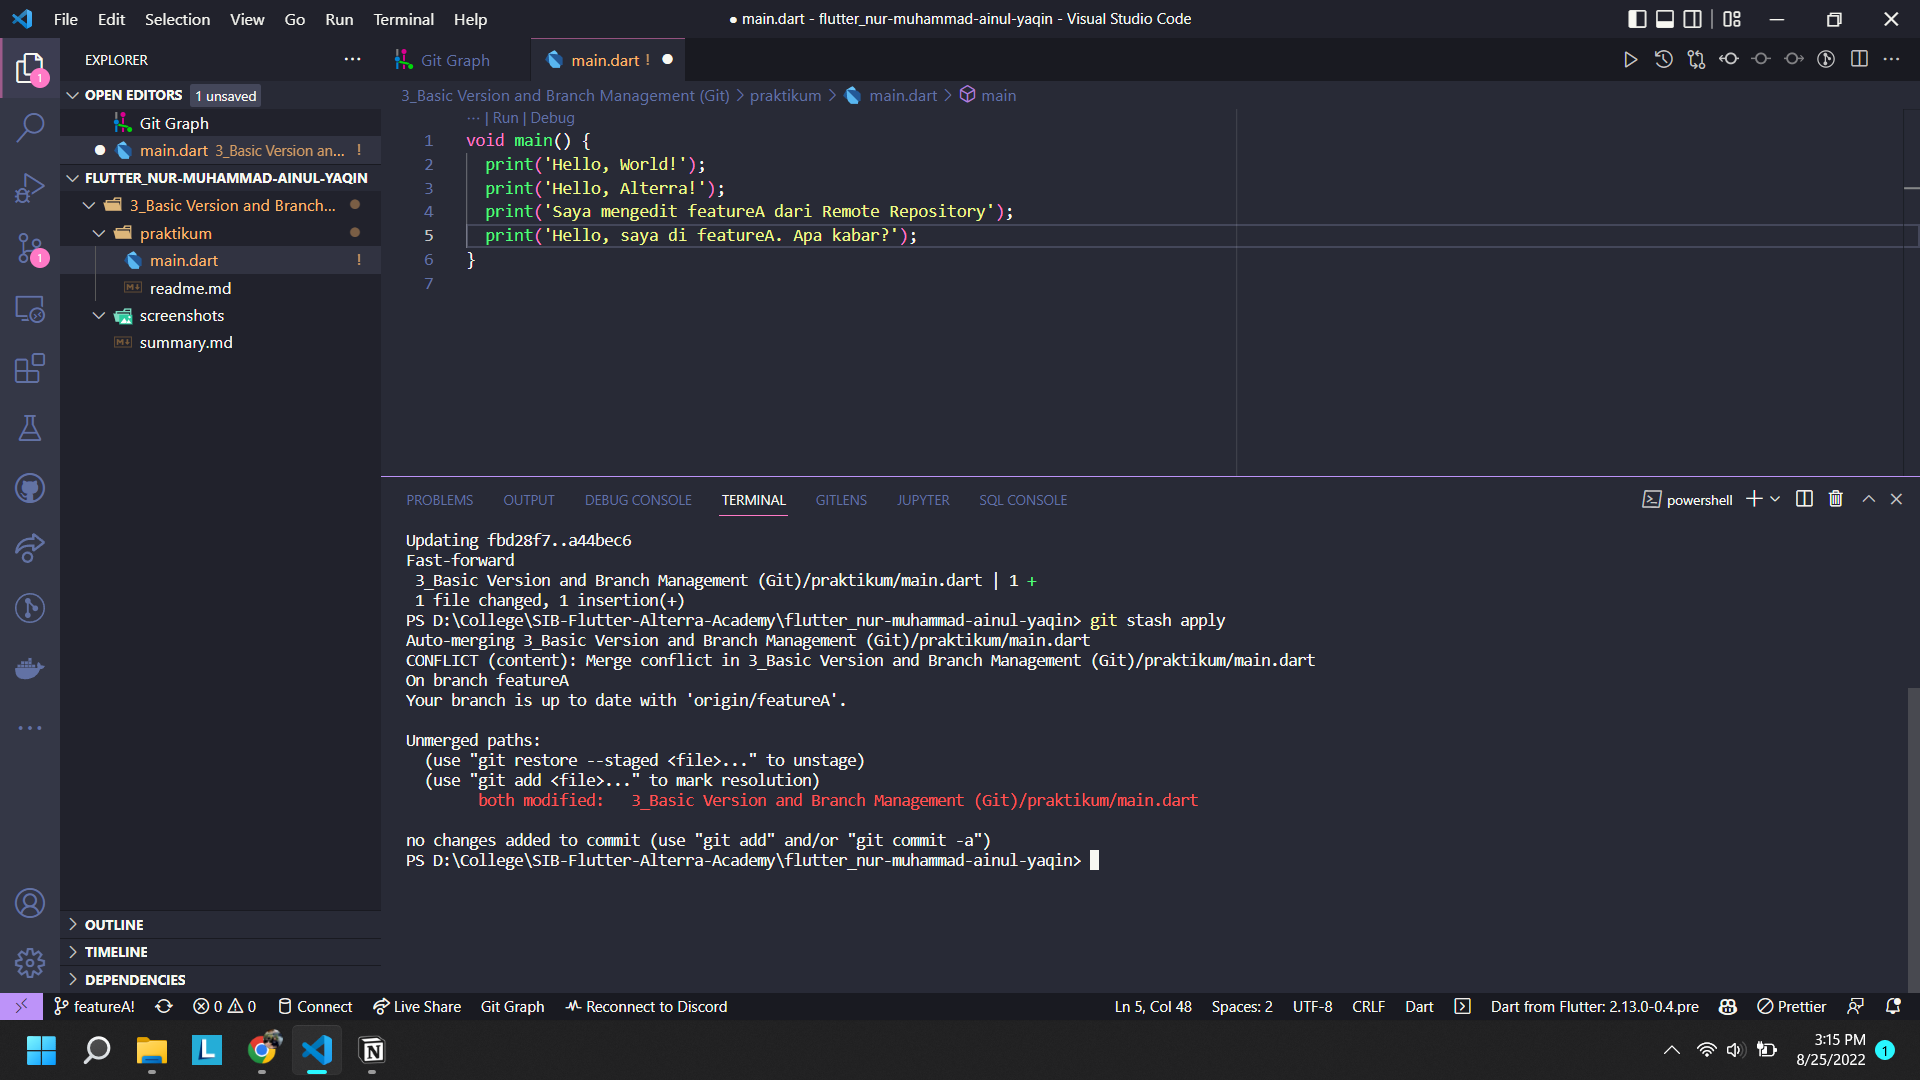 File Edit Selection View Go Run Terminal Help
● main.dart - flutter_nur-muhammad-ainul-yaqin - Visual Studio Code
EXPLORER
OPEN EDITORS 1 unsaved
Git Graph
main.dart 3_Basic Version an... !
FLUTTER_NUR-MUHAMMAD-AINUL-YAQIN
3_Basic Version and Branch...
praktikum
main.dart !
readme.md
screenshots
summary.md
OUTLINE
TIMELINE
DEPENDENCIES
1
1
Git Graph
main.dart !
3_Basic Version and Branch Management (Git) > praktikum > main.dart > main
··· | Run | Debug
1 void main() {
2 print('Hello, World!');
3 print('Hello, Alterra!');
4 print('Saya mengedit featureA dari Remote Repository');
5 print('Hello, saya di featureA. Apa kabar?');
6 }
7
PROBLEMS OUTPUT DEBUG CONSOLE TERMINAL GITLENS JUPYTER SQL CONSOLE
powershell
Updating fbd28f7..a44bec6
Fast-forward
3_Basic Version and Branch Management (Git)/praktikum/main.dart | 1 +
1 file changed, 1 insertion(+)
PS D:\College\SIB-Flutter-Alterra-Academy\flutter_nur-muhammad-ainul-yaqin> git stash apply
Auto-merging 3_Basic Version and Branch Management (Git)/praktikum/main.dart
CONFLICT (content): Merge conflict in 3_Basic Version and Branch Management (Git)/praktikum/main.dart
On branch featureA
Your branch is up to date with 'origin/featureA'.
Unmerged paths:
(use "git restore --staged <file>..." to unstage)
(use "git add <file>..." to mark resolution)
both modified: 3_Basic Version and Branch Management (Git)/praktikum/main.dart
no changes added to commit (use "git add" and/or "git commit -a")
PS D:\College\SIB-Flutter-Alterra-Academy\flutter_nur-muhammad-ainul-yaqin>
featureA! 0 0 Connect Live Share Git Graph Reconnect to Discord
Ln 5, Col 48 Spaces: 2 UTF-8 CRLF Dart Dart from Flutter: 2.13.0-0.4.pre Prettier
L
N
3:15 PM
8/25/2022
1